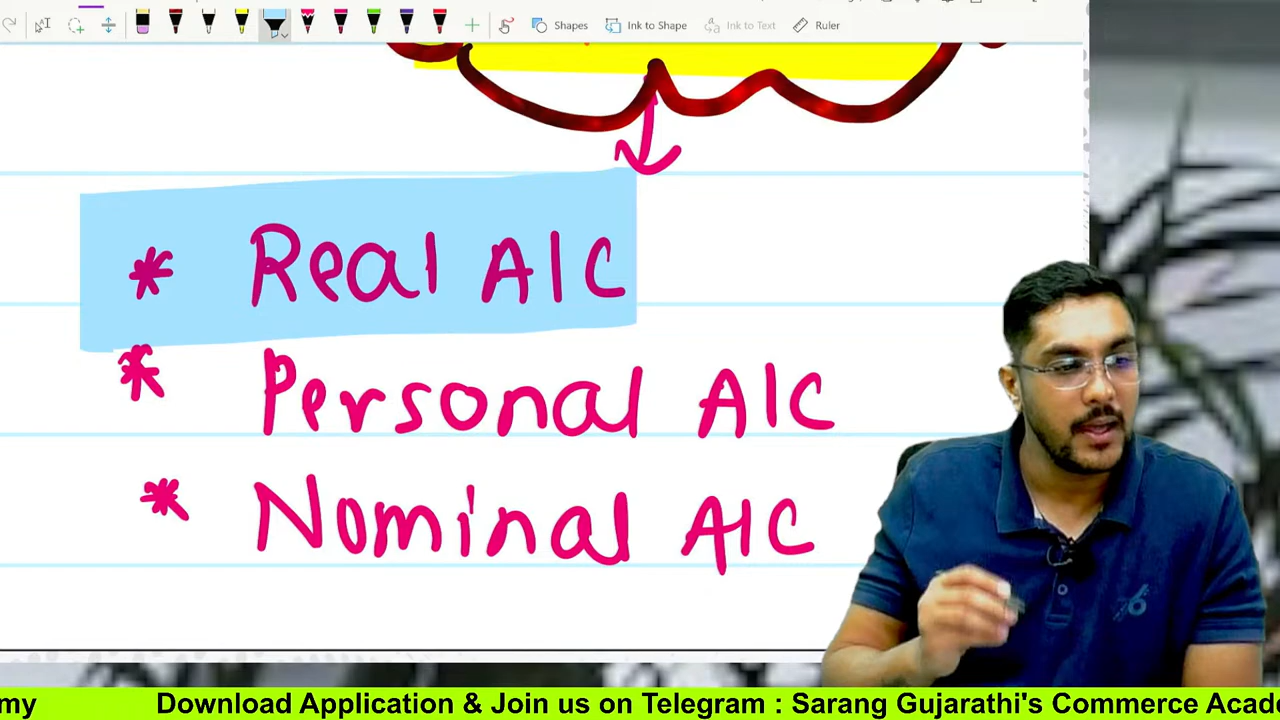 Shapes Ink to Shape Ink to Text Ruler
* Real A/C
* Personal A/C
* Nominal A/C
my Download Application & Join us on Telegram : Sarang Gujarathi's Commerce Acad